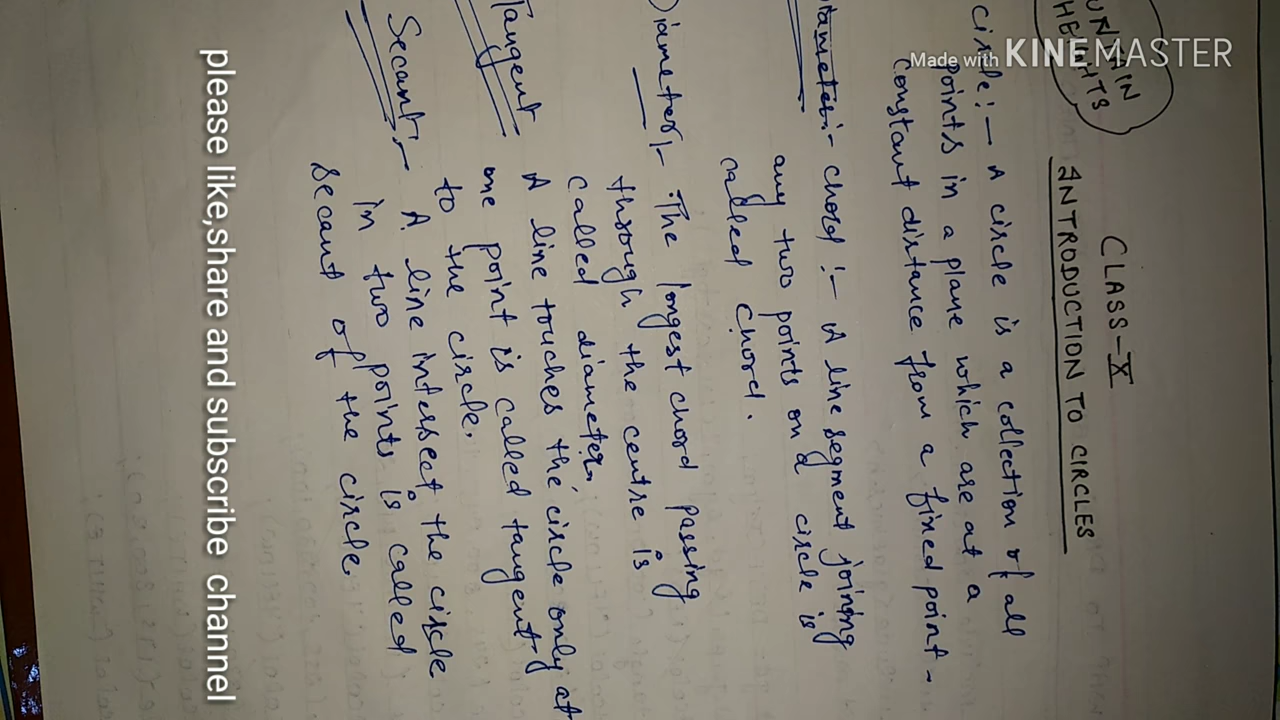 CLASS-X
INTRODUCTION TO CIRCLES
Circle:- A circle is a collection of all
points in a plane which are at a
constant distance from a fixed point-
Diameter:- chord :- A line segment joining
any two points on a circle is
called chord.
Diameter:- The longest chord passing
through the centre is
called diameter.
Tangent A line touches the circle only at
one point is called tangent
to the circle.
Secant:- A line intersect the circle
in two points is called
secant of the circle.
Made with KINEMASTER
please like,share and subscribe channel